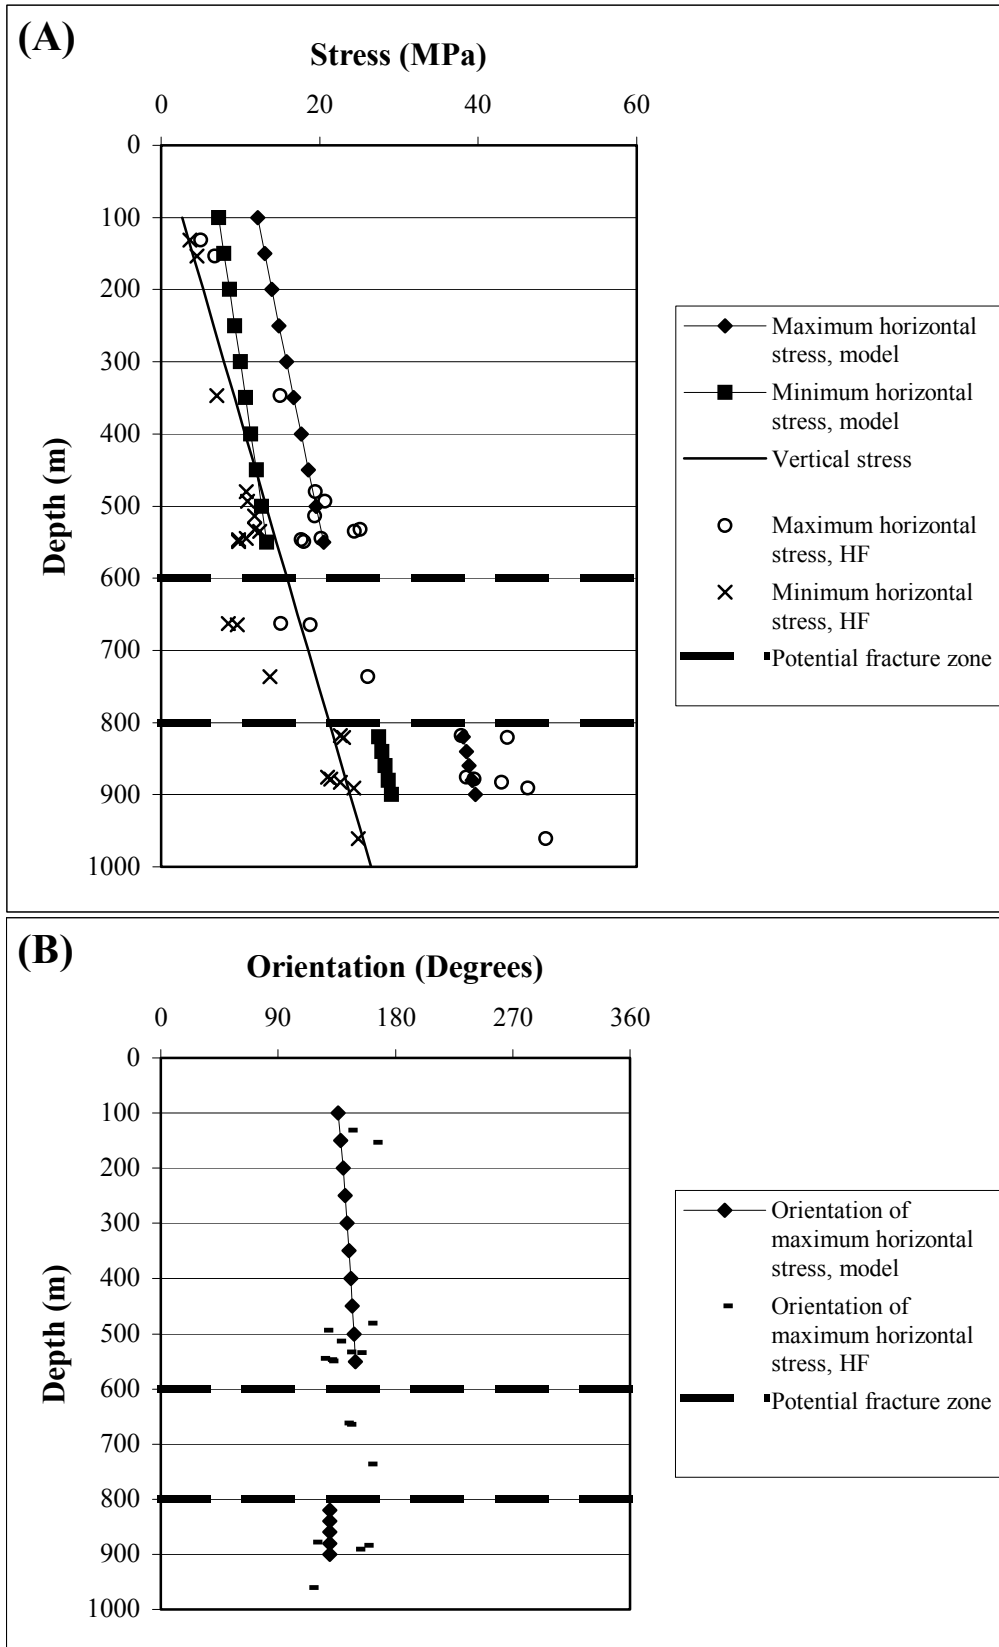 (A)
Stress (MPa)
0 20 40 60
0
100
200
300
400
500
600
700
800
900
1000
Depth (m)
Maximum horizontal
stress, model
Minimum horizontal
stress, model
Vertical stress
Maximum horizontal
stress, HF
Minimum horizontal
stress, HF
Potential fracture zone
(B)
Orientation (Degrees)
0 90 180 270 360
0
100
200
300
400
500
600
700
800
900
1000
Depth (m)
Orientation of
maximum horizontal
stress, model
Orientation of
maximum horizontal
stress, HF
Potential fracture zone